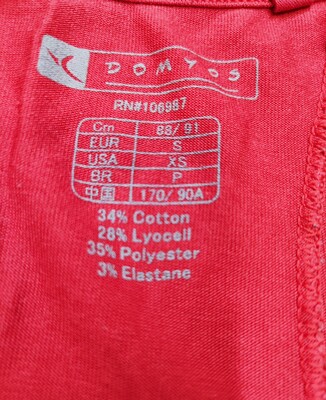 DOMYOS
RN#106987
Cm 88/91
EUR S
USA XS
BR P
中国 170/90A
34% Cotton
28% Lyocell
35% Polyester
3% Elastane